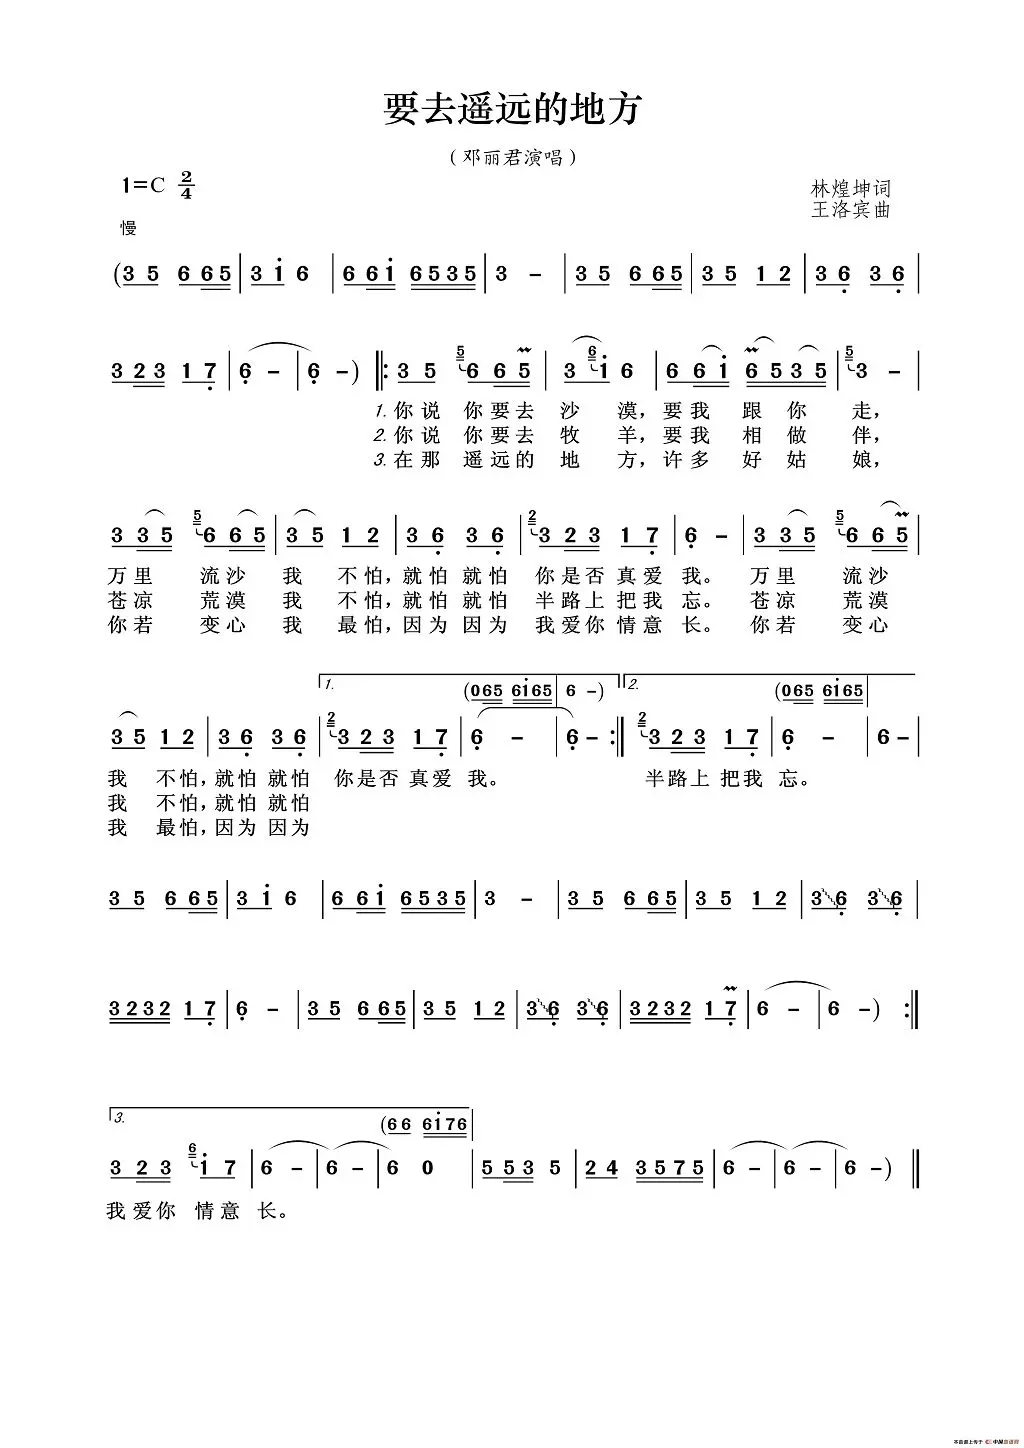 要去遥远的地方
（邓丽君演唱）
1=C 2/4
林煌坤词
王洛宾曲
慢
(3 5 6 6 5 | 3 i 6 | 6 6 i 6 5 3 5 | 3 – | 3 5 6 6 5 | 3 5 1 2 | 3 6 3 6 |
3 2 3 1 7 | 6 – | 6 –) ‖: 3 5 5 6 6 5 | 3 6 i 6 | 6 6 i 6 5 3 5 | 5 3 – |
1. 你说 你要去 沙 漠，要我 跟 你 走，
2. 你说 你要去 牧 羊，要我 相 做 伴，
3. 在那 遥远的 地 方，许多 好 姑 娘，
3 3 5 5 6 6 5 | 3 5 1 2 | 3 6 3 6 | 2 3 2 3 1 7 | 6 – | 3 3 5 5 6 6 5 |
万里 流沙 我 不怕，就怕 就怕 你是否真爱 我。 万里 流沙
苍凉 荒漠 我 不怕，就怕 就怕 半路上把我 忘。 苍凉 荒漠
你若 变心 我 最怕，因为 因为 我爱你情意 长。 你若 变心
1. (0 6 5 6 i 6 5 | 6 –) 2. (0 6 5 6 i 6 5 |
3 5 1 2 | 3 6 3 6 | 2 3 2 3 1 7 | 6 – | 6 – :‖ 2 3 2 3 1 7 | 6 – | 6 –
我 不怕，就怕 就怕 你是否 真爱 我。 半路上 把我 忘。
我 不怕，就怕 就怕
我 最怕，因为 因为
3 5 6 6 5 | 3 i 6 | 6 6 i 6 5 3 5 | 3 – | 3 5 6 6 5 | 3 5 1 2 | 3 6 3 6 |
3 2 3 2 1 7 | 6 – | 3 5 6 6 5 | 3 5 1 2 | 3 6 3 6 | 3 2 3 2 1 7 | 6 – | 6 –) :‖
3. (6 6 6 i 7 6 |
3 2 3 6 i 7 | 6 – | 6 – | 6 0 | 5 5 3 5 | 2 4 3 5 7 5 | 6 – | 6 – | 6 –) ‖
我 爱你 情意 长。